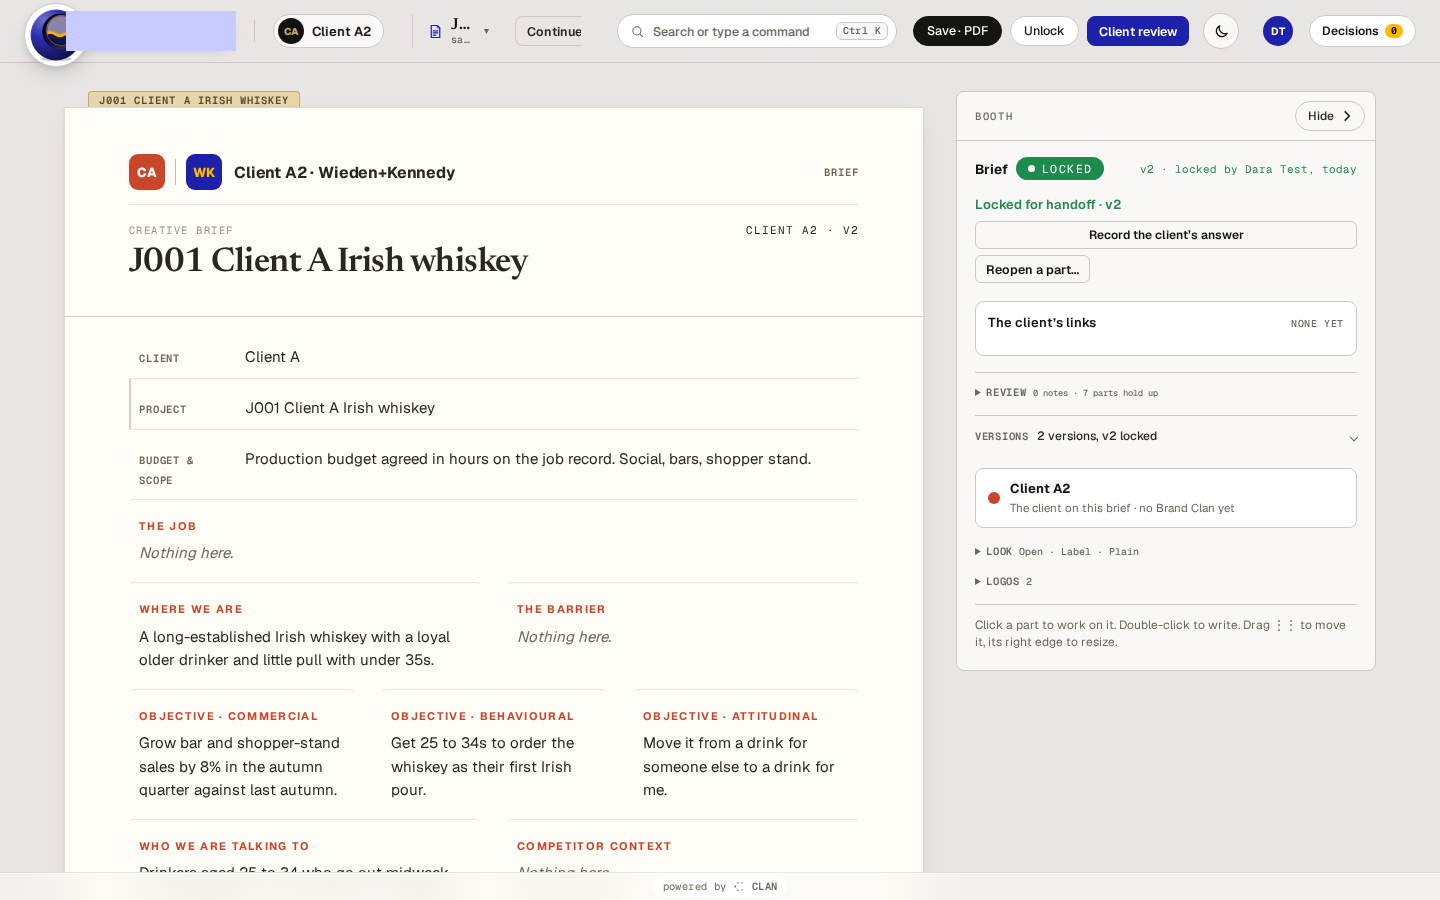 CA Client A2
J...
sa...
Continue
Search or type a command Ctrl K
Save · PDF
Unlock
Client review
DT
Decisions 0
J001 CLIENT A IRISH WHISKEY
CA WK Client A2 · Wieden+Kennedy
BRIEF
CREATIVE BRIEF
CLIENT A2 · V2
J001 Client A Irish whiskey
CLIENT Client A
PROJECT J001 Client A Irish whiskey
BUDGET & SCOPE Production budget agreed in hours on the job record. Social, bars, shopper stand.
THE JOB
Nothing here.
WHERE WE ARE
A long-established Irish whiskey with a loyal
older drinker and little pull with under 35s.
THE BARRIER
Nothing here.
OBJECTIVE · COMMERCIAL
Grow bar and shopper-stand
sales by 8% in the autumn
quarter against last autumn.
OBJECTIVE · BEHAVIOURAL
Get 25 to 34s to order the
whiskey as their first Irish
pour.
OBJECTIVE · ATTITUDINAL
Move it from a drink for
someone else to a drink for
me.
WHO WE ARE TALKING TO
Drinkers aged 25 to 34 who go out midweek
COMPETITOR CONTEXT
Nothing here.
BOOTH
Hide
Brief LOCKED v2 · locked by Dara Test, today
Locked for handoff · v2
Record the client's answer
Reopen a part...
The client's links NONE YET
REVIEW 0 notes · 7 parts hold up
VERSIONS 2 versions, v2 locked
Client A2
The client on this brief · no Brand Clan yet
LOOK Open · Label · Plain
LOGOS 2
Click a part to work on it. Double-click to write. Drag ⋮⋮ to move
it, its right edge to resize.
powered by CLAN